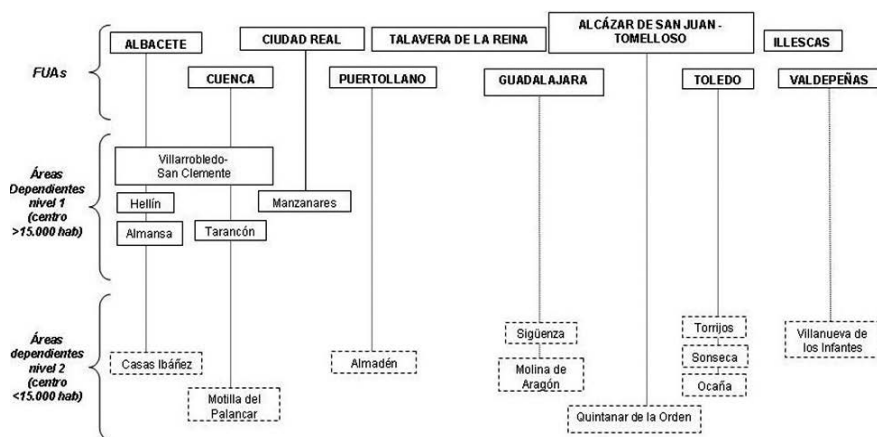 ALBACETE
CIUDAD REAL
TALAVERA DE LA REINA
ALCÁZAR DE SAN JUAN -
TOMELLOSO
ILLESCAS
FUAs
CUENCA
PUERTOLLANO
GUADALAJARA
TOLEDO
VALDEPEÑAS
Áreas
Dependientes
nivel 1
(centro
>15.000 hab)
Villarrobledo-
San Clemente
Hellín
Manzanares
Almansa
Tarancón
Áreas
dependientes
nivel 2
(centro
<15.000 hab)
Casas Ibáñez
Motilla del
Palancar
Almadén
Sigüenza
Molina de
Aragón
Quintanar de la Orden
Torrijos
Sonseca
Ocaña
Villanueva de
los Infantes